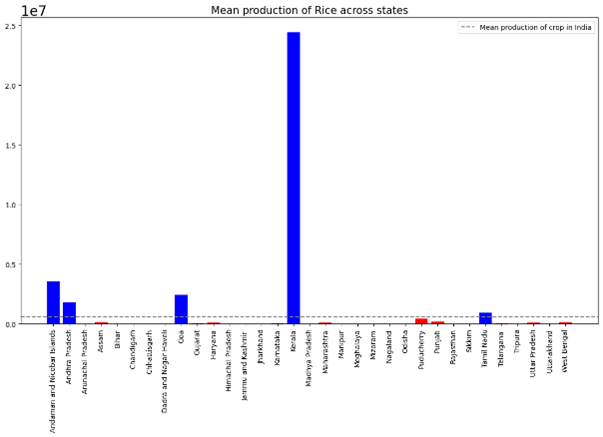 Mean production of Rice across states
1e7
Mean production of crop in India
2.5
2.0
1.5
1.0
0.5
0.0
Andaman and Nicobar Islands
Andhra Pradesh
Arunachal Pradesh
Assam
Bihar
Chandigarh
Chhattisgarh
Dadra and Nagar Haveli
Goa
Gujarat
Haryana
Himachal Pradesh
Jammu and Kashmir
Jharkhand
Karnataka
Kerala
Madhya Pradesh
Maharashtra
Manipur
Meghalaya
Mizoram
Nagaland
Odisha
Puducherry
Punjab
Rajasthan
Sikkim
Tamil Nadu
Telangana
Tripura
Uttar Pradesh
Uttarakhand
West Bengal